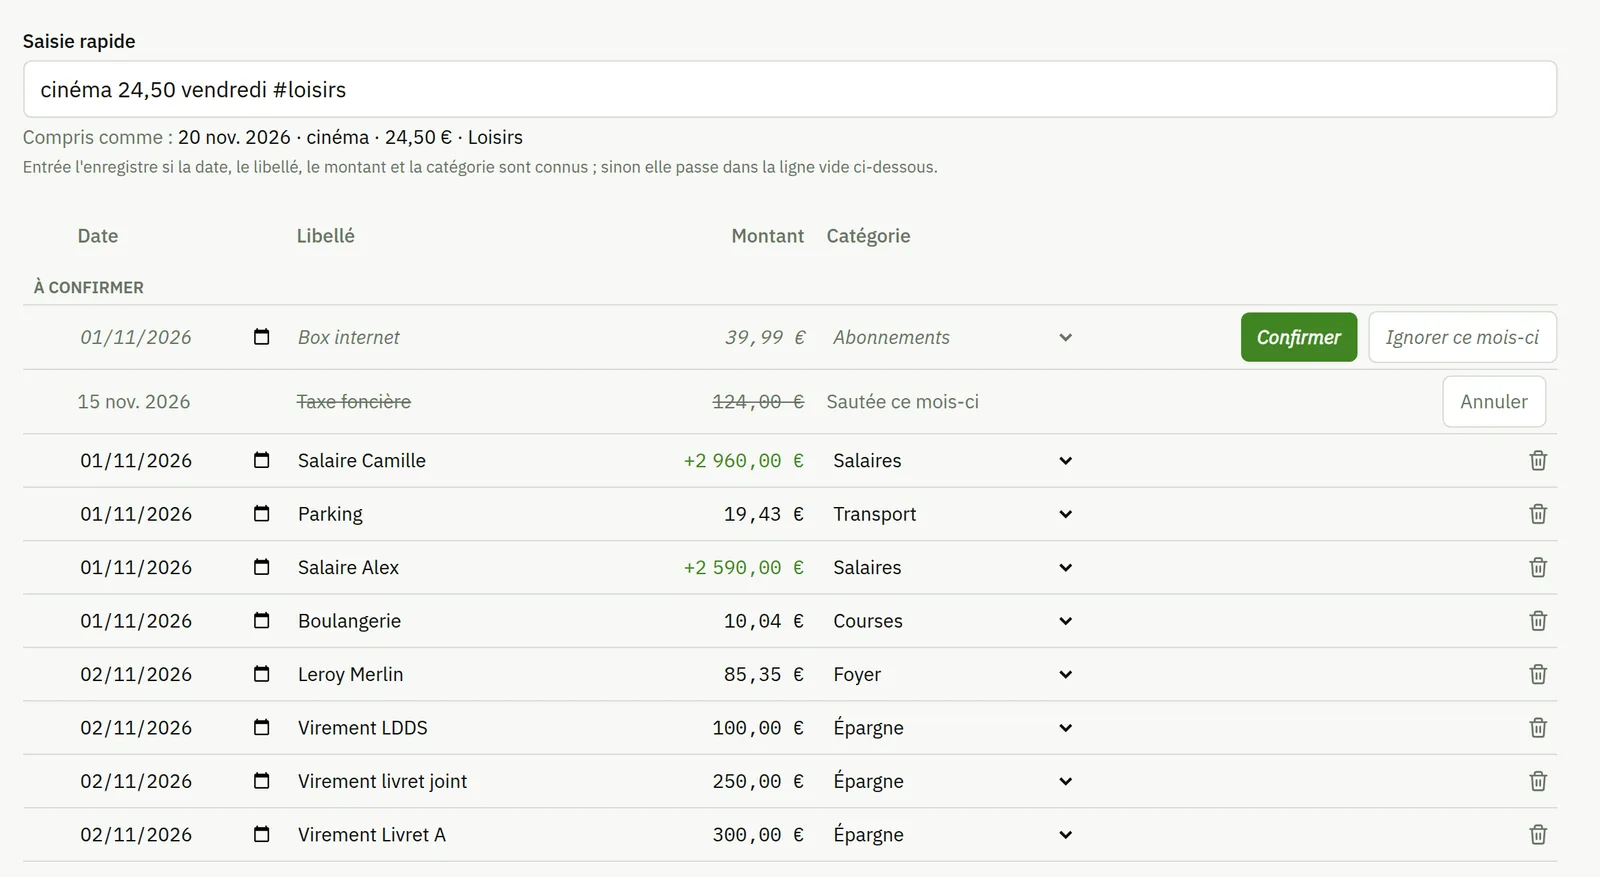 Saisie rapide
cinéma 24,50 vendredi #loisirs
Compris comme : 20 nov. 2026 · cinéma · 24,50 € · Loisirs
Entrée l'enregistre si la date, le libellé, le montant et la catégorie sont connus ; sinon elle passe dans la ligne vide ci-dessous.
Date Libellé Montant Catégorie
À CONFIRMER
01/11/2026 Box internet 39,99 € Abonnements Confirmer Ignorer ce mois-ci
15 nov. 2026 Taxe foncière 124,00 € Sautée ce mois-ci Annuler
01/11/2026 Salaire Camille +2 960,00 € Salaires
01/11/2026 Parking 19,43 € Transport
01/11/2026 Salaire Alex +2 590,00 € Salaires
01/11/2026 Boulangerie 10,04 € Courses
02/11/2026 Leroy Merlin 85,35 € Foyer
02/11/2026 Virement LDDS 100,00 € Épargne
02/11/2026 Virement livret joint 250,00 € Épargne
02/11/2026 Virement Livret A 300,00 € Épargne